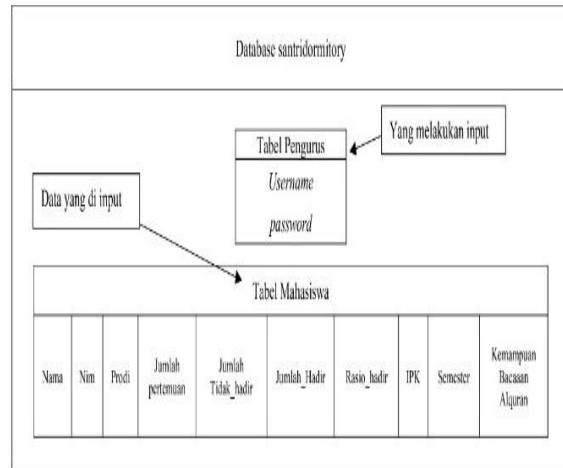 Database santridormitory
Yang melakukan input
Tabel Pengurus
Username
password
Data yang di input
Tabel Mahasiswa
Nama
Nim
Prodi
Jumlah
pertemuan
Jumlah
Tidak_hadir
Jumlah_Hadir
Rasio_hadir
IPK
Semester
Kemampuan
Bacaaan
Alquran